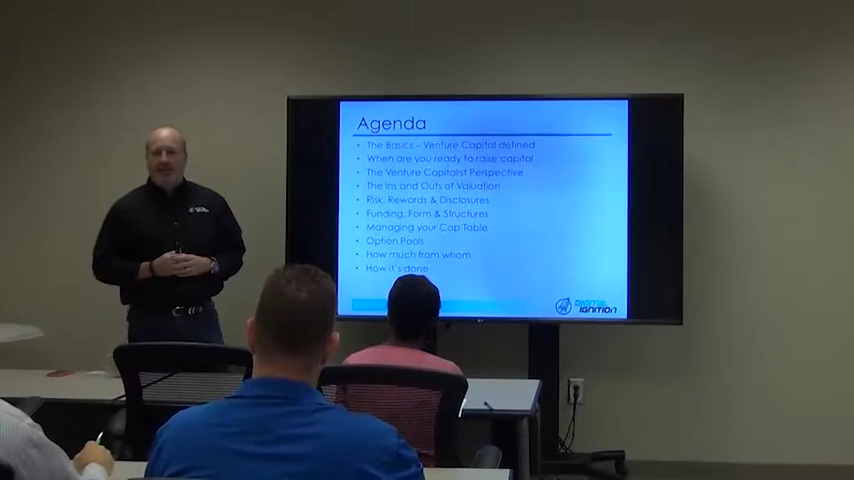 Agenda
• The Basics – Venture Capital defined
• When are you ready to raise capital
• The Venture Capitalist Perspective
• The Ins and Outs of Valuation
• Risk, Rewards & Disclosures
• Funding, Form & Structures
• Managing your Cap Table
• Option Pools
• How much from whom
• How it's done
DIGITAL
IGNITION